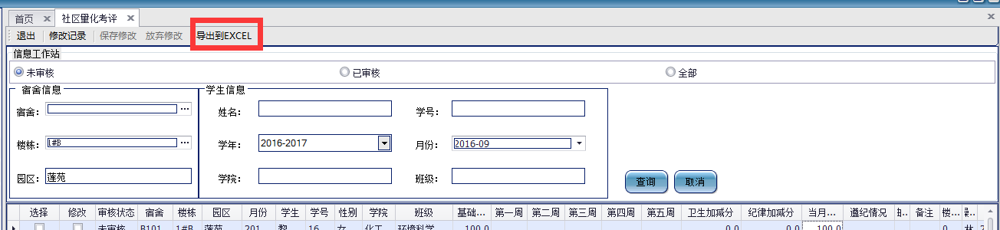 首页 社区量化考评
退出 修改记录 保存修改 放弃修改 导出到EXCEL
信息工作站
未审核 已审核 全部
宿舍信息 学生信息
宿舍: 姓名: 学号:
楼栋: 1#B 学年: 2016-2017 月份: 2016-09
园区: 莲苑 学院: 班级: 查询 取消
选择 修改 审核状态 宿舍 楼栋 园区 月份 学生 学号 性别 学院 班级 基础... 第一周 第二周 第三周 第四周 第五周 卫生加减分 纪律加减分 当月... 遵纪情况 备注 楼..
未审核 B101 1#B 莲苑 201 黎 16 女 化工 环境科学 100.0 0.0 0.0 100.0 0 林